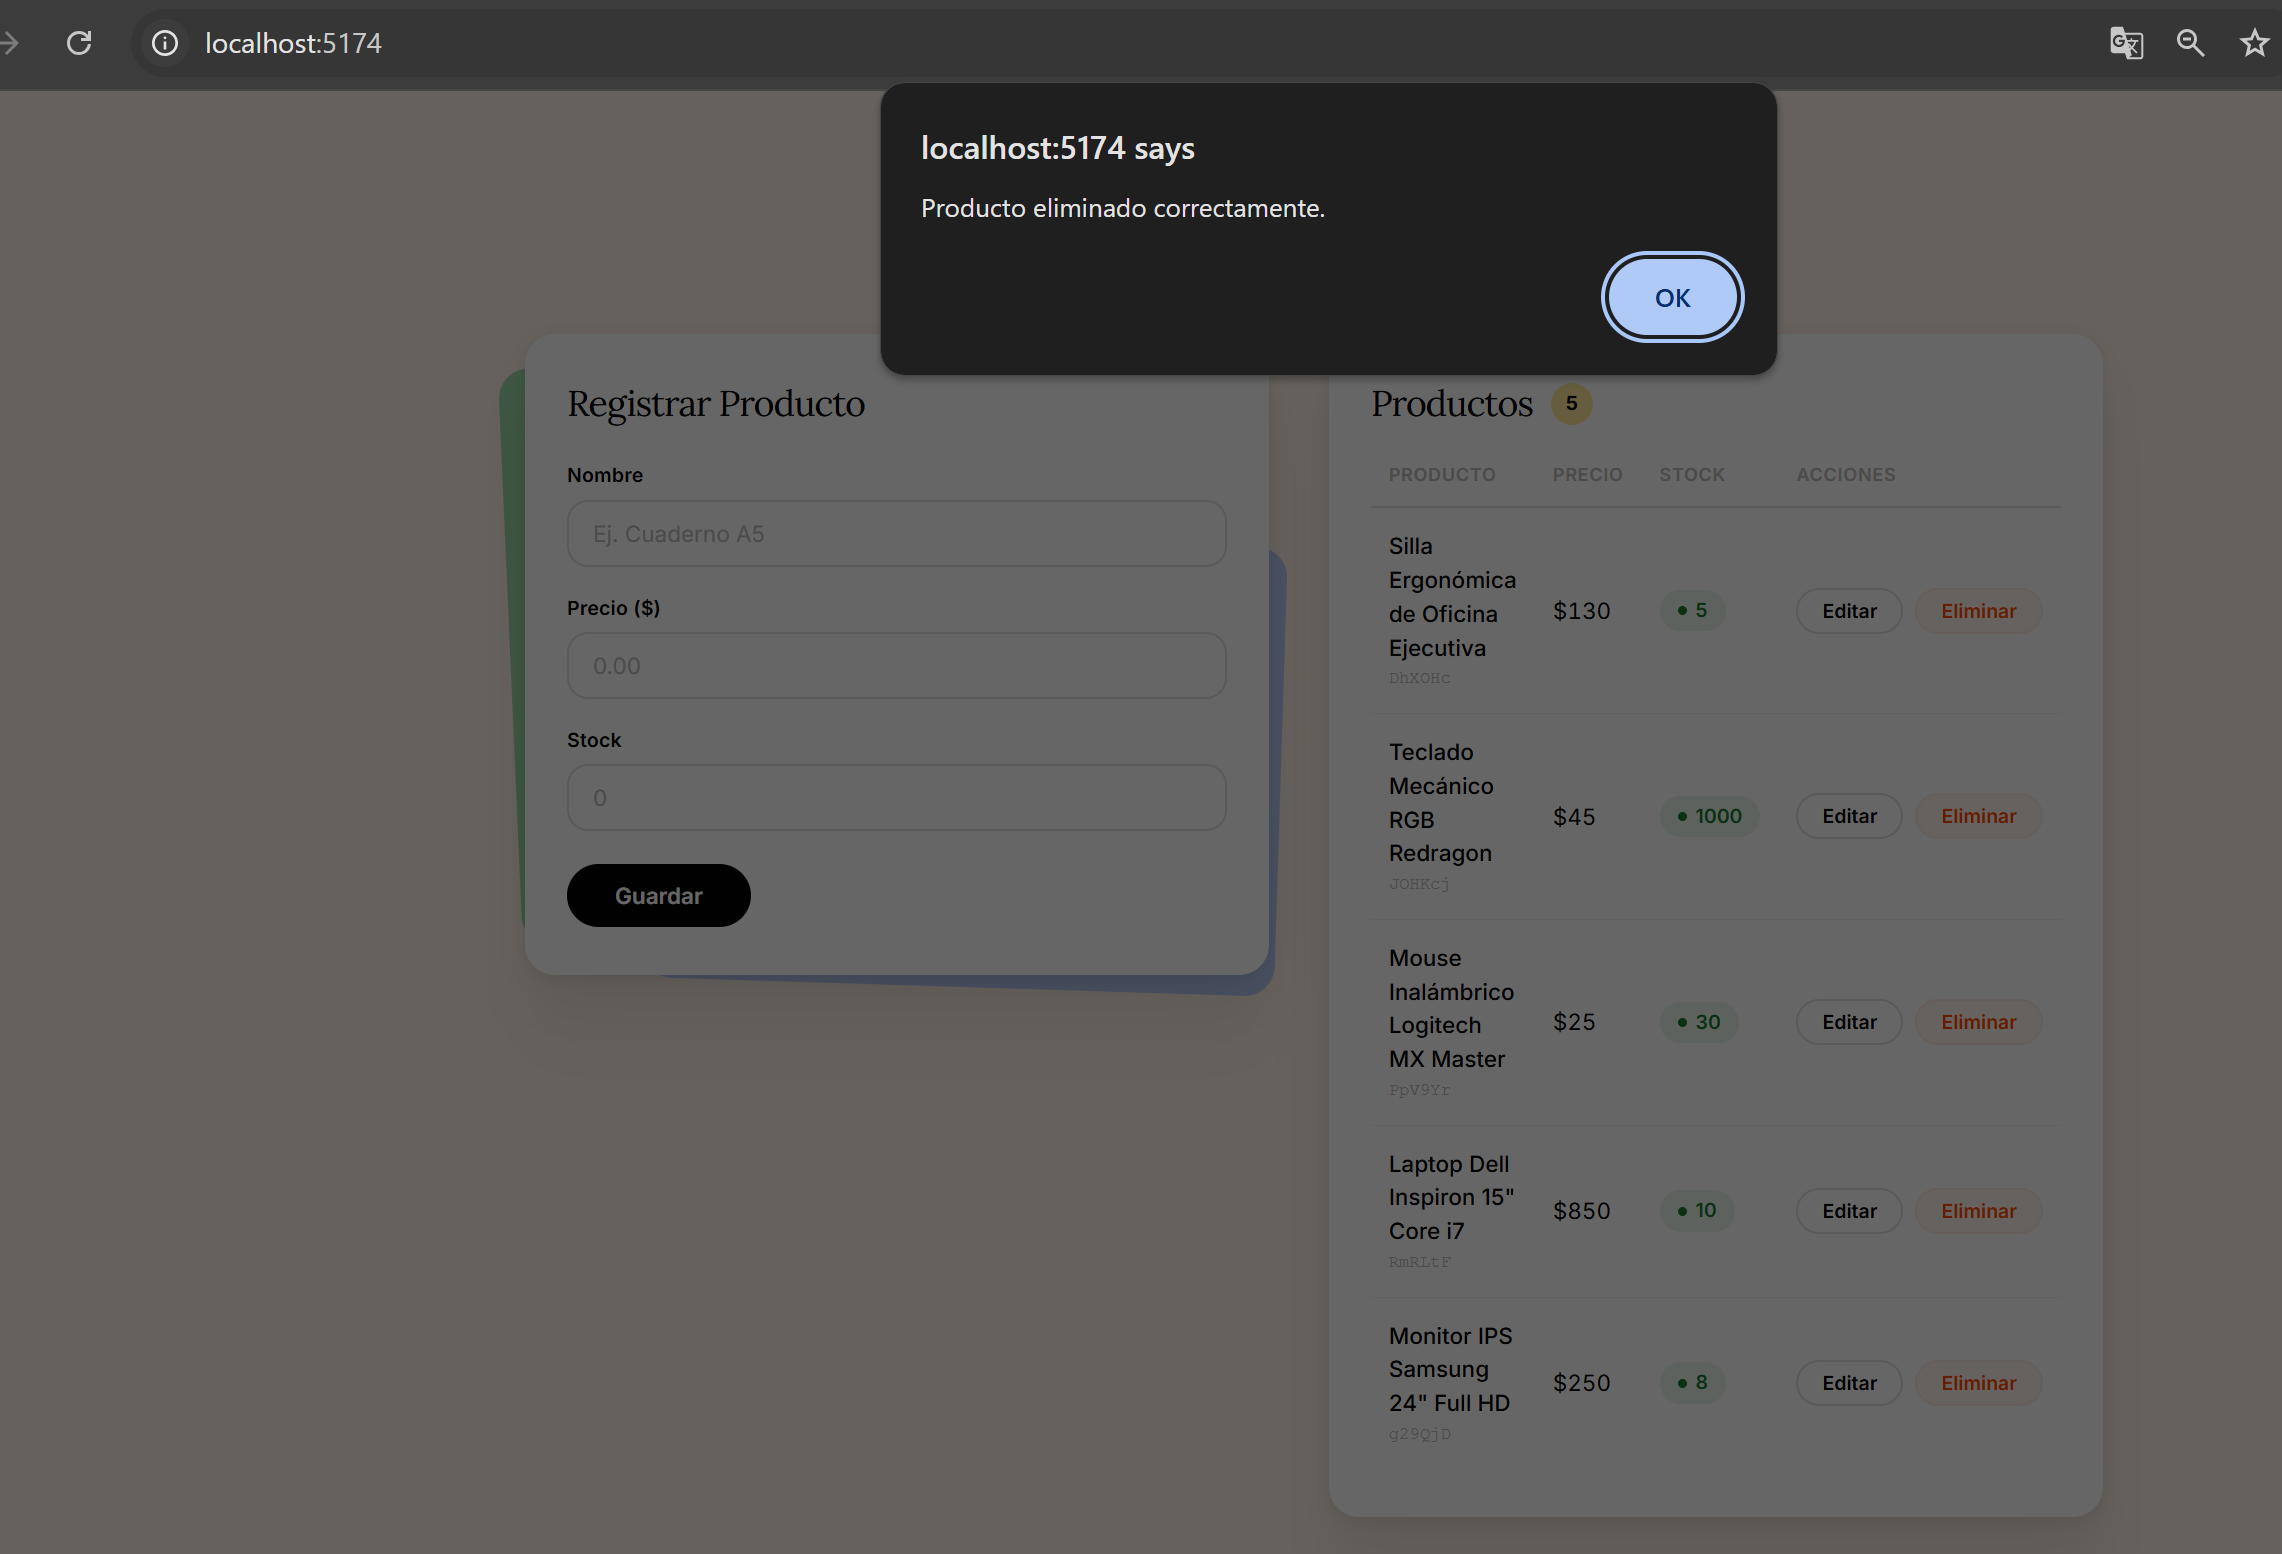 localhost:5174
localhost:5174 says
Producto eliminado correctamente.
OK
Registrar Producto
Nombre
Ej. Cuaderno A5
Precio ($)
0.00
Stock
0
Guardar
Productos 5
PRODUCTO PRECIO STOCK ACCIONES
Silla
Ergonómica
de Oficina
Ejecutiva
DhXOHc
$130 5 Editar Eliminar
Teclado
Mecánico
RGB
Redragon
JOHKcj
$45 1000 Editar Eliminar
Mouse
Inalámbrico
Logitech
MX Master
PpV9Yr
$25 30 Editar Eliminar
Laptop Dell
Inspiron 15"
Core i7
RmRLtF
$850 10 Editar Eliminar
Monitor IPS
Samsung
24" Full HD
g29QjD
$250 8 Editar Eliminar